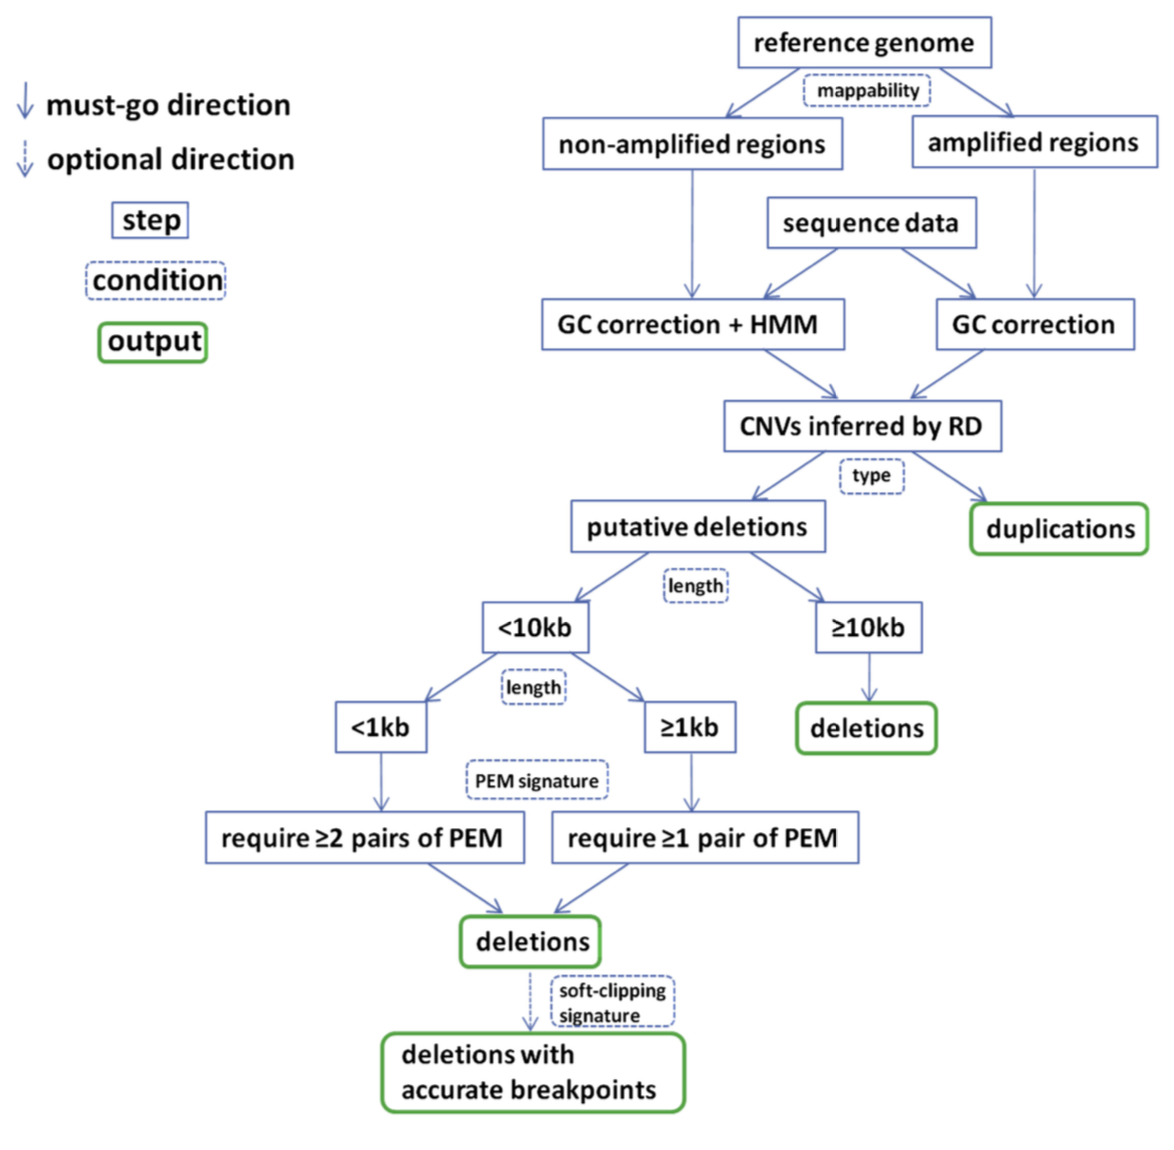 must-go direction
optional direction
step
condition
output
reference genome
mappability
non-amplified regions
amplified regions
sequence data
GC correction + HMM
GC correction
CNVs inferred by RD
type
putative deletions
duplications
length
<10kb
≥10kb
length
<1kb
≥1kb
deletions
PEM signature
require ≥2 pairs of PEM
require ≥1 pair of PEM
deletions
soft-clipping
signature
deletions with
accurate breakpoints